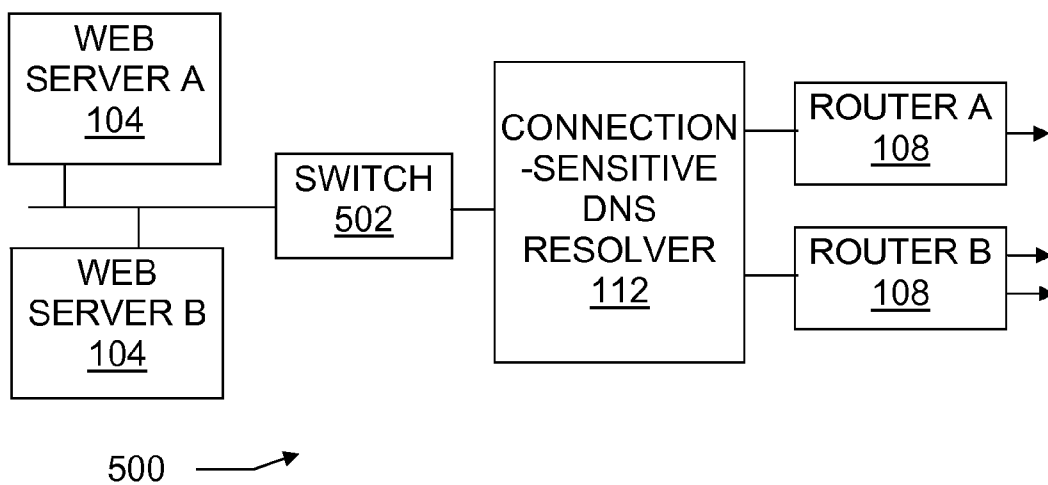 WEB
SERVER A
104
WEB
SERVER B
104
SWITCH
502
CONNECTION
-SENSITIVE
DNS
RESOLVER
112
ROUTER A
108
ROUTER B
108
500